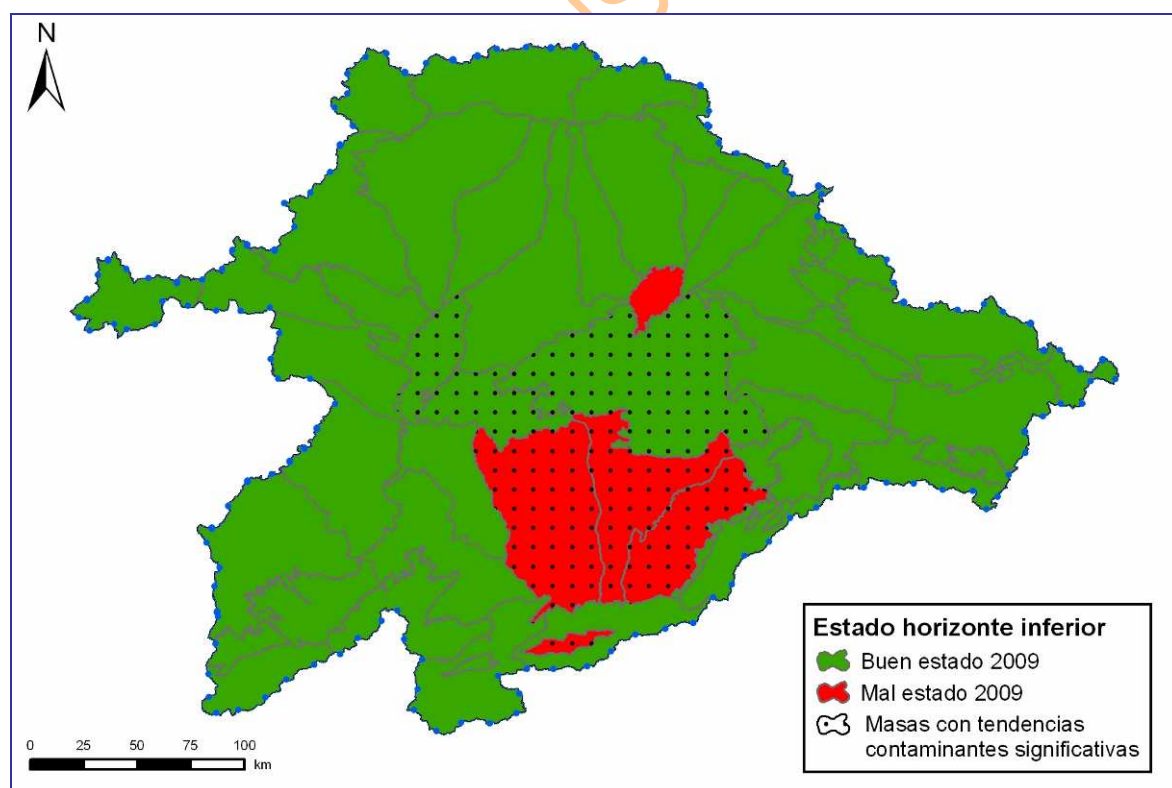 N
Estado horizonte inferior
Buen estado 2009
Mal estado 2009
Masas con tendencias
contaminantes significativas
0 25 50 75 100
km